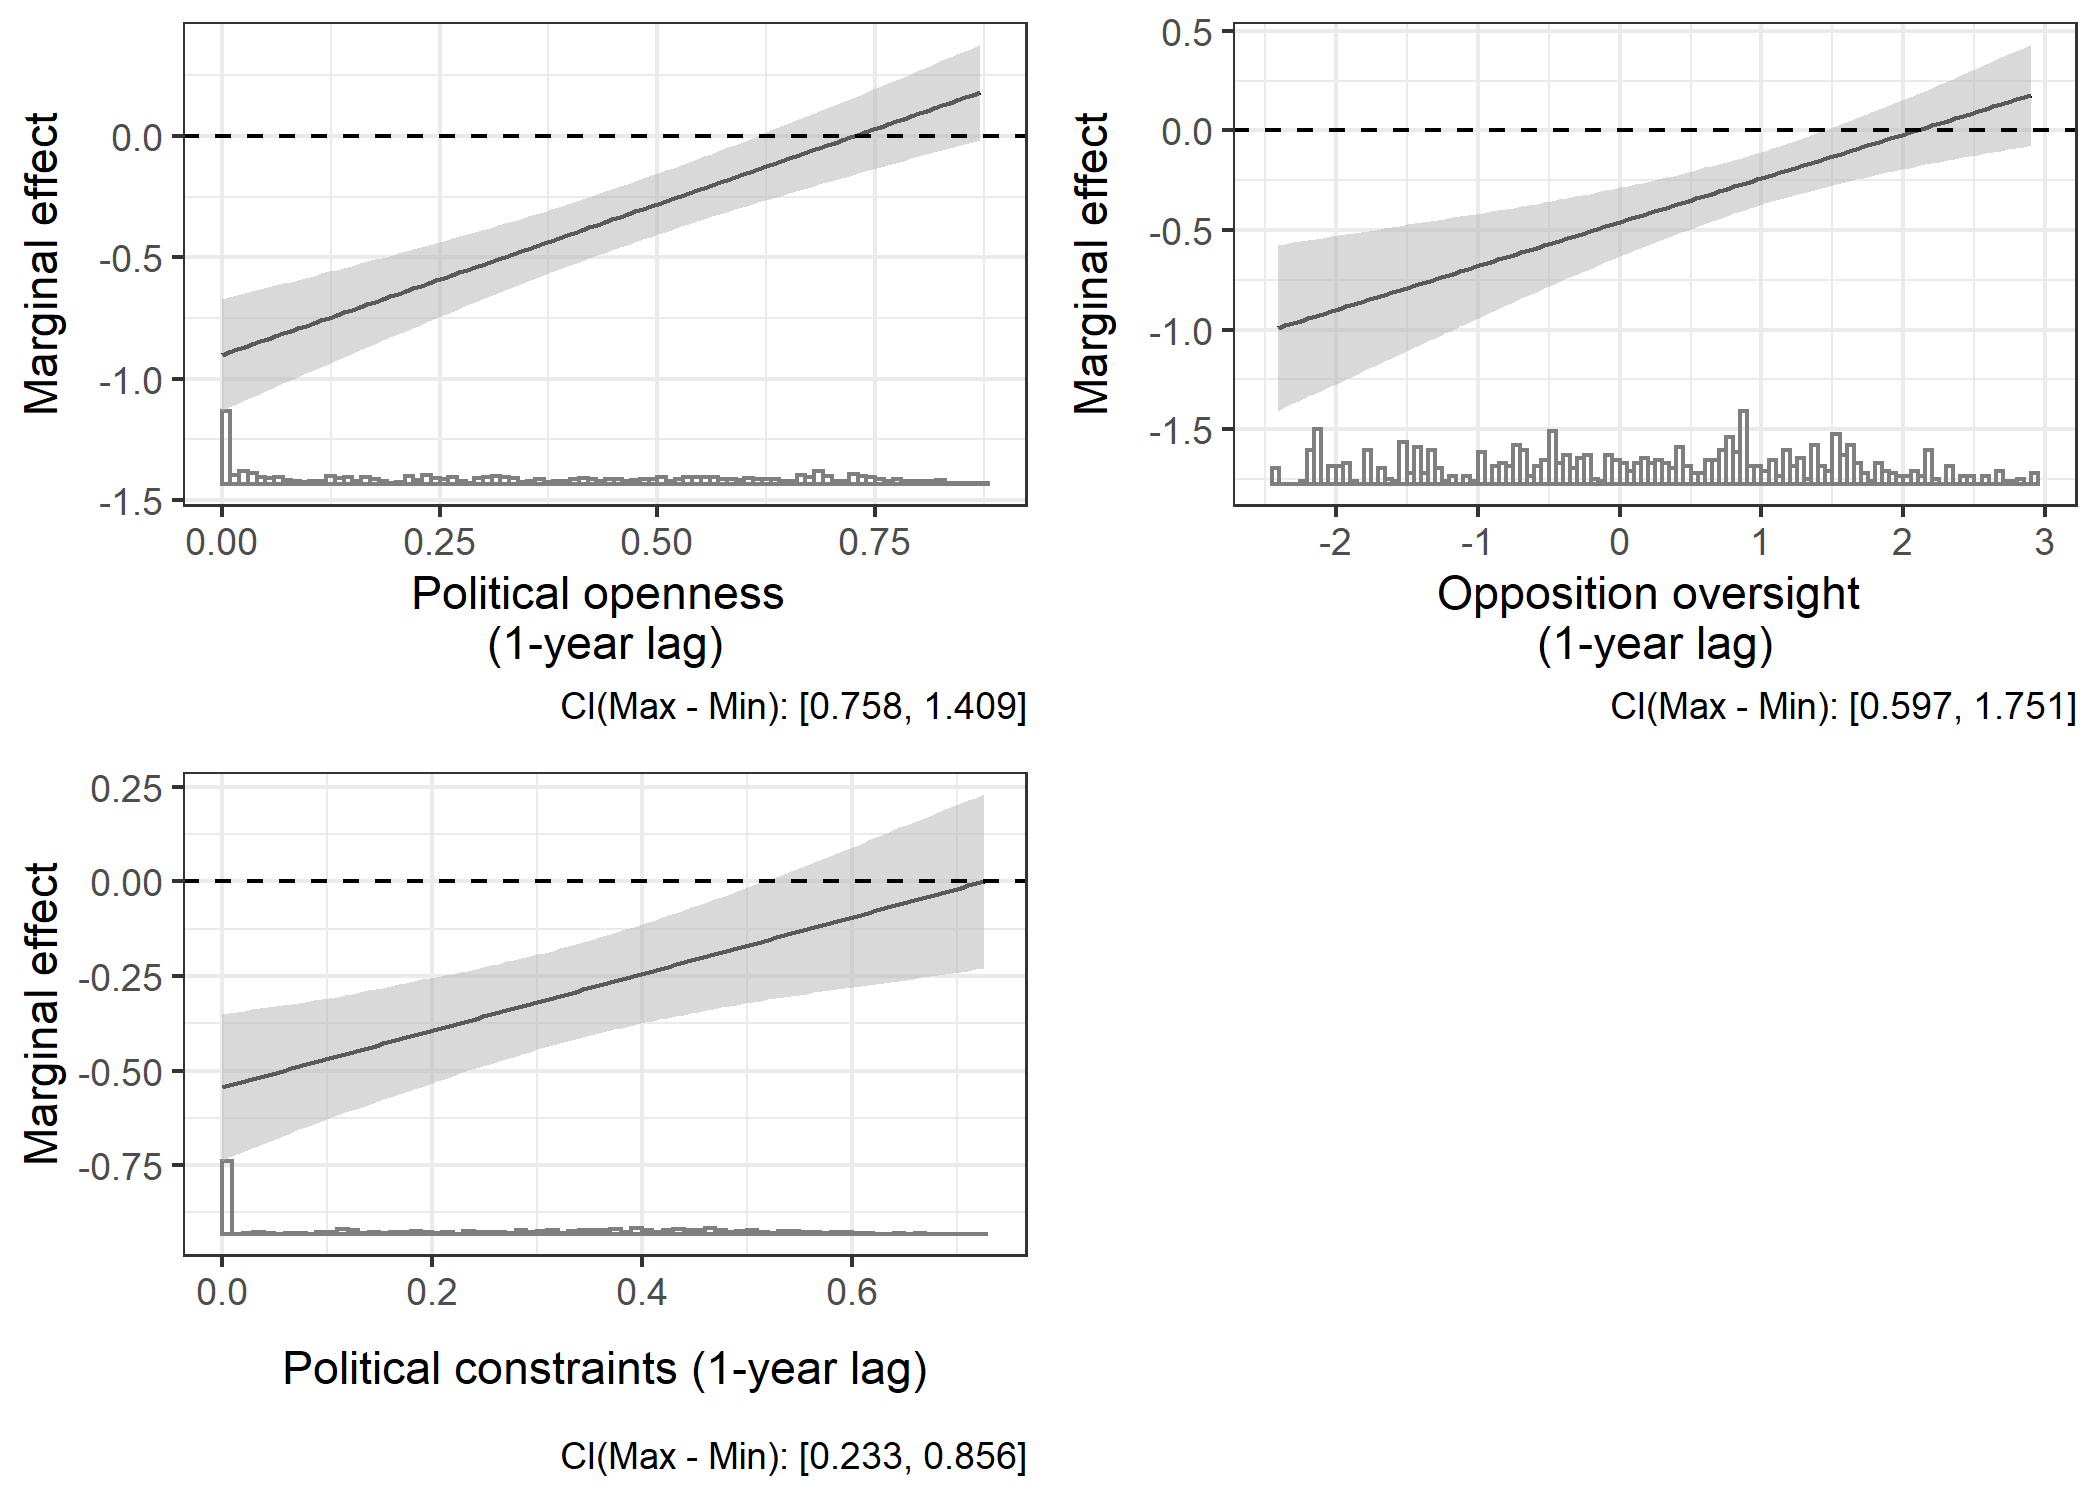 Marginal effect
0.0
-0.5
-1.0
-1.5
0.00 0.25 0.50 0.75
Political openness
(1-year lag)
CI(Max - Min): [0.758, 1.409]
Marginal effect
0.5
0.0
-0.5
-1.0
-1.5
-2 -1 0 1 2 3
Opposition oversight
(1-year lag)
CI(Max - Min): [0.597, 1.751]
Marginal effect
0.25
0.00
-0.25
-0.50
-0.75
0.0 0.2 0.4 0.6
Political constraints (1-year lag)
CI(Max - Min): [0.233, 0.856]